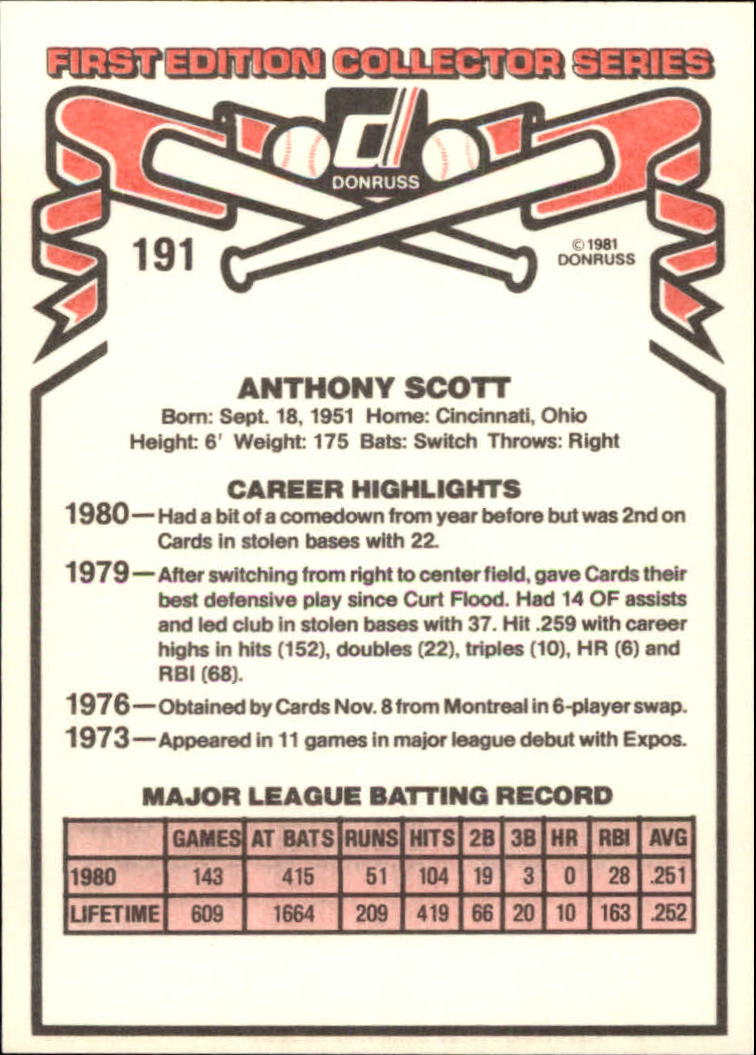 FIRST EDITION COLLECTOR SERIES
d
DONRUSS
191
© 1981
DONRUSS
ANTHONY SCOTT
Born: Sept. 18, 1951 Home: Cincinnati, Ohio
Height: 6' Weight: 175 Bats: Switch Throws: Right
CAREER HIGHLIGHTS
1980—Had a bit of a comedown from year before but was 2nd on
Cards in stolen bases with 22.
1979—After switching from right to center field, gave Cards their
best defensive play since Curt Flood. Had 14 OF assists
and led club in stolen bases with 37. Hit .259 with career
highs in hits (152), doubles (22), triples (10), HR (6) and
RBI (68).
1976—Obtained by Cards Nov. 8 from Montreal in 6-player swap.
1973—Appeared in 11 games in major league debut with Expos.
MAJOR LEAGUE BATTING RECORD
GAMES AT BATS RUNS HITS 2B 3B HR RBI AVG
1980 143 415 51 104 19 3 0 28 .251
LIFETIME 609 1664 209 419 66 20 10 163 .252